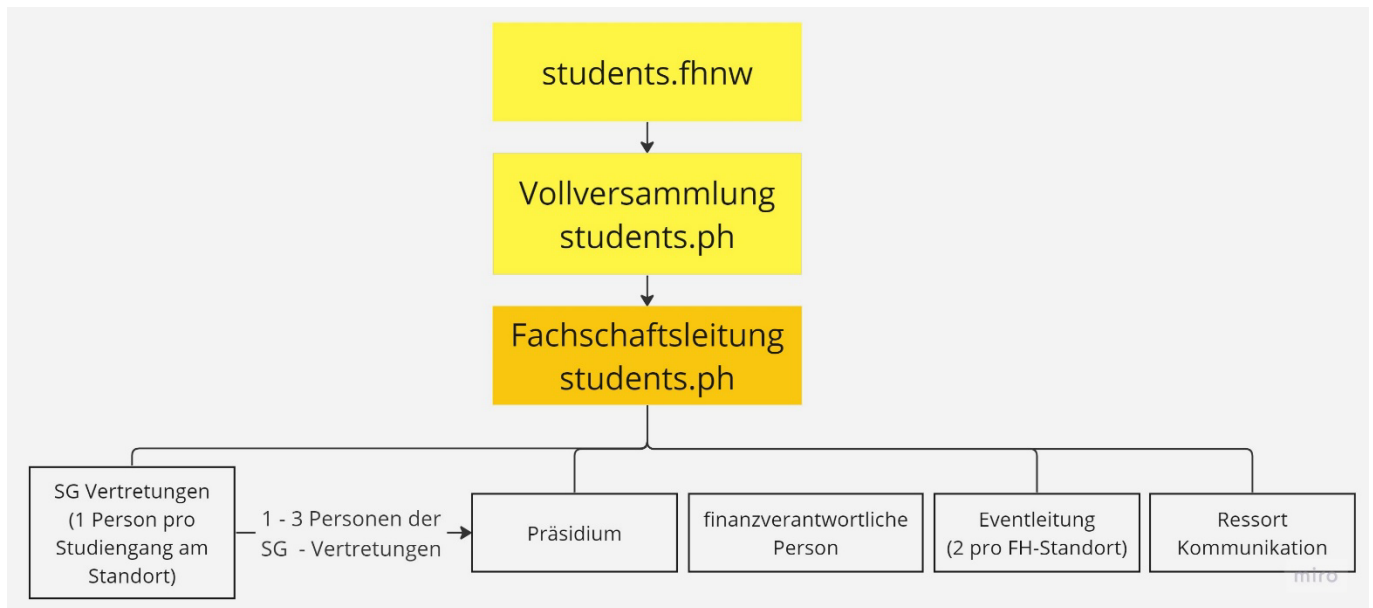 students.fhnw
Vollversammlung
students.ph
Fachschaftsleitung
students.ph
SG Vertretungen
(1 Person pro
Studiengang am
Standort)
1 - 3 Personen der
SG - Vertretungen
Präsidium
finanzverantwortliche
Person
Eventleitung
(2 pro FH-Standort)
Ressort
Kommunikation
miro